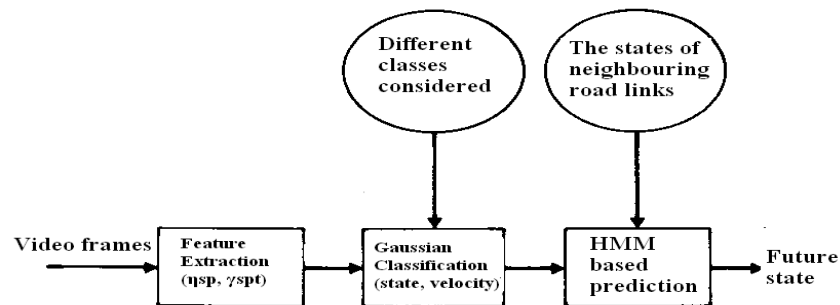 Different
classes
considered
The states of
neighbouring
road links
Video frames
Feature
Extraction
(ηsp, γspt)
Gaussian
Classification
(state, velocity)
HMM
based
prediction
Future
state